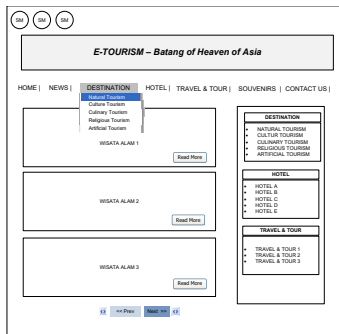 SM SM SM
E-TOURISM – Batang of Heaven of Asia
HOME | NEWS | DESTINATION HOTEL | TRAVEL & TOUR | SOUVENIRS | CONTACT US |
Natural Tourism
Culture Tourism
Culinary Tourism
Religious Tourism
Artificial Tourism
WISATA ALAM 1
Read More
WISATA ALAM 2
Read More
WISATA ALAM 3
Read More
<< Prev Next >>
DESTINATION
NATURAL TOURISM
CULTUR TOURISM
CULINARY TOURISM
RELIGIOUS TOURISM
ARTIFICIAL TOURISM
HOTEL
HOTEL A
HOTEL B
HOTEL C
HOTEL D
HOTEL E
TRAVEL & TOUR
TRAVEL & TOUR 1
TRAVEL & TOUR 2
TRAVEL & TOUR 3